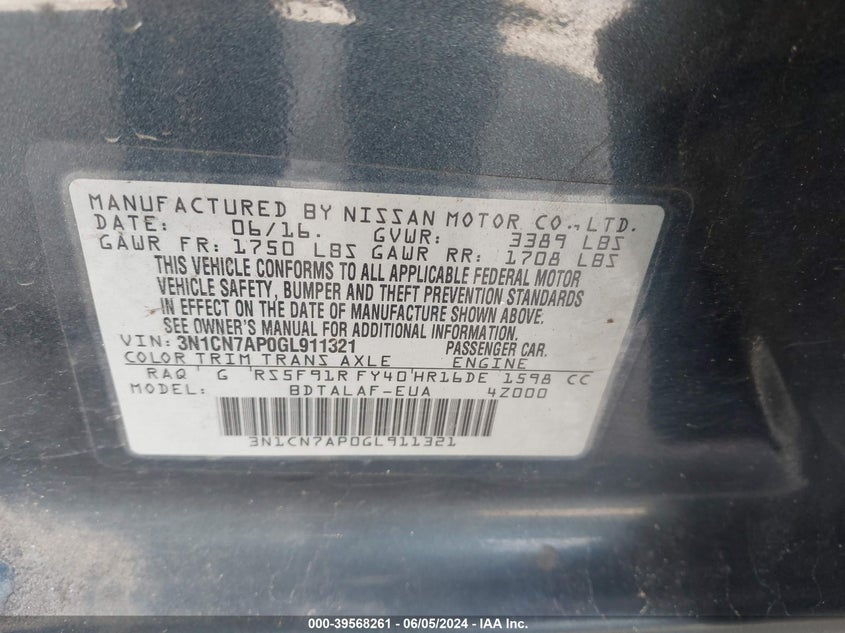 MANUFACTURED BY NISSAN MOTOR CO., LTD.
DATE: 06/16. GVWR: 3389 LBS
GAWR FR: 1750 LBS GAWR RR: 1708 LBS
THIS VEHICLE CONFORMS TO ALL APPLICABLE FEDERAL MOTOR
VEHICLE SAFETY, BUMPER AND THEFT PREVENTION STANDARDS
IN EFFECT ON THE DATE OF MANUFACTURE SHOWN ABOVE.
SEE OWNER'S MANUAL FOR ADDITIONAL INFORMATION.
VIN: 3N1CN7AP0GL911321 PASSENGER CAR.
COLOR TRIM TRANS AXLE ENGINE
RAQ ' G ' RS5F91R FY40 'HR16DE 1598 CC
MODEL: BDTALAF-EUA 4Z000
3N1CN7AP0GL911321
000-39568261 - 06/05/2024 - IAA Inc.